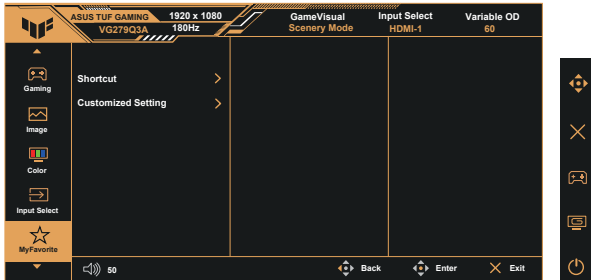 ASUS TUF GAMING 1920 x 1080 GameVisual Input Select Variable OD
VG279Q3A 180Hz Scenery Mode HDMI-1 60
Gaming
Shortcut
Customized Setting
Image
Color
Input Select
MyFavorite
50 Back Enter Exit